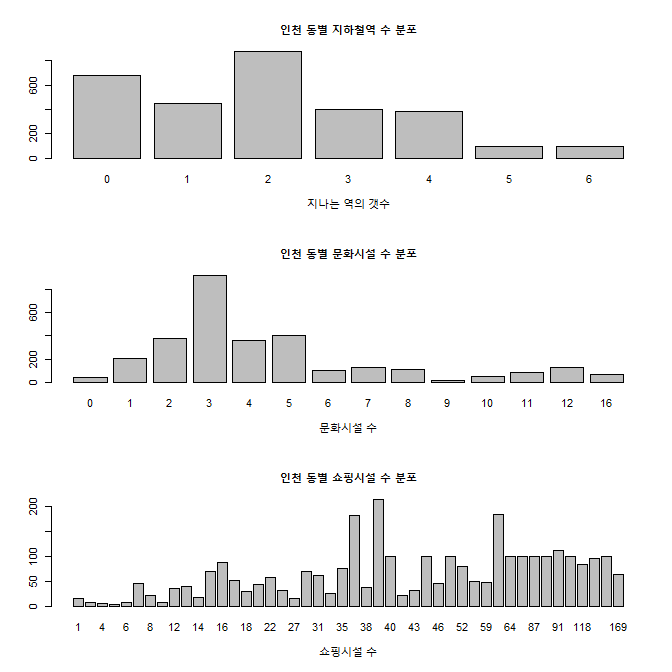 인천 동별 지하철역 수 분포
600
200
0
0 1 2 3 4 5 6
지나는 역의 갯수
인천 동별 문화시설 수 분포
600
200
0
0 1 2 3 4 5 6 7 8 9 10 11 12 16
문화시설 수
인천 동별 쇼핑시설 수 분포
200
100
50
0
1 4 6 8 12 14 16 18 22 27 31 35 38 40 43 46 52 59 64 87 91 118 169
쇼핑시설 수